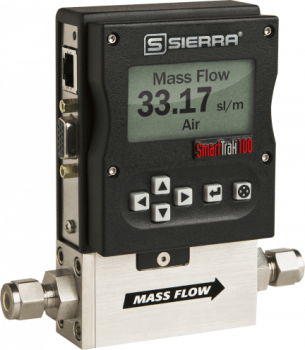 SIERRA®
Mass Flow
33.17 sl/m
Air
SmartTrak 100
MASS FLOW